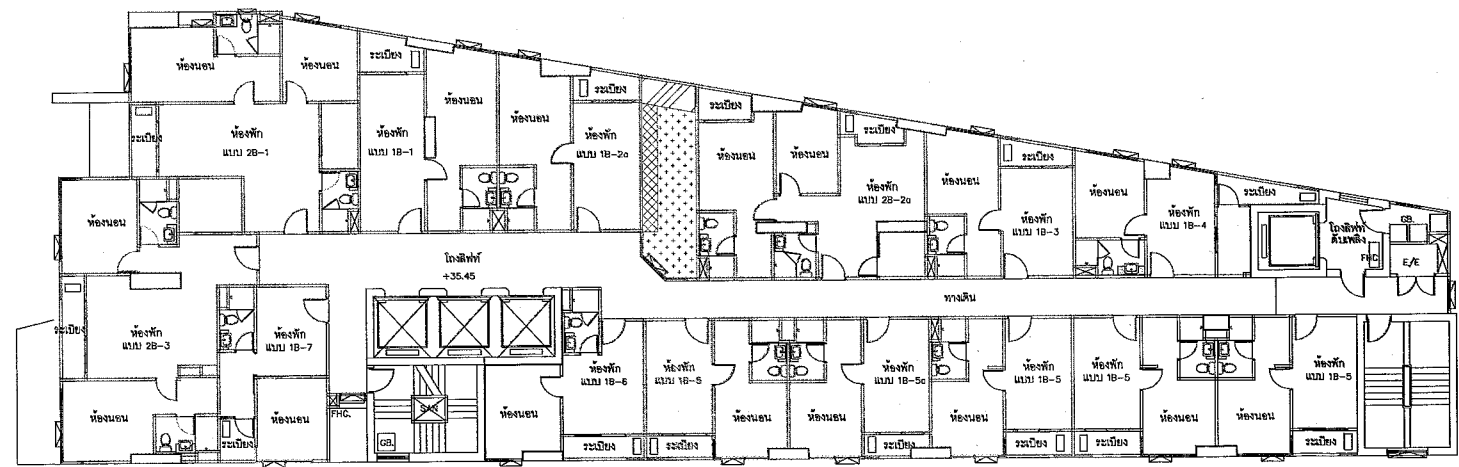 ห้องนอน
ห้องนอน
ระเบียง
ห้องนอน
ห้องนอน
ระเบียง
ระเบียง
ห้องพัก
แบบ 2B-1
ห้องพัก
แบบ 1B-1
ห้องพัก
แบบ 1B-2a
ระเบียง
ระเบียง
ห้องนอน
ห้องนอน
ห้องพัก
แบบ 2B-2a
ห้องนอน
ระเบียง
ห้องพัก
แบบ 1B-3
ห้องนอน
ห้องพัก
แบบ 1B-4
ระเบียง
โถงลิฟท์
ดับเพลิง
FHC.
GB.
E./E
ห้องนอน
โถงลิฟท์
+35.45
ทางเดิน
ระเบียง
ห้องพัก
แบบ 2B-3
ห้องพัก
แบบ 1B-7
ห้องนอน
ระเบียง
ห้องนอน
FHC.
GB.
SAN
ห้องนอน
ห้องพัก
แบบ 1B-6
ระเบียง
ห้องพัก
แบบ 1B-5
ระเบียง
ห้องนอน
ห้องนอน
ห้องพัก
แบบ 1B-5a
ระเบียง
ห้องนอน
ห้องพัก
แบบ 1B-5
ระเบียง
ห้องพัก
แบบ 1B-5
ระเบียง
ห้องนอน
ห้องนอน
ห้องพัก
แบบ 1B-5
ระเบียง